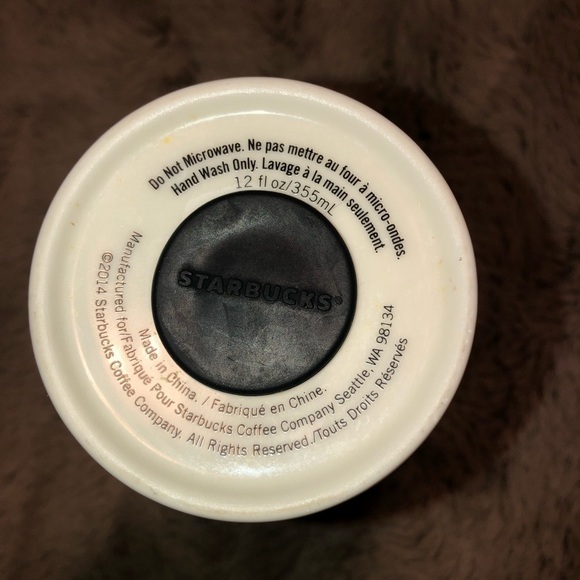 Do Not Microwave. Ne pas mettre au four à micro-ondes.
Hand Wash Only. Lavage à la main seulement.
12 fl oz/355mL
STARBUCKS®
Made in China. / Fabriqué en Chine.
Manufactured for/Fabriqué Pour Starbucks Coffee Company Seattle, WA 98134
©2014 Starbucks Coffee Company. All Rights Reserved./Touts Droits Réservés